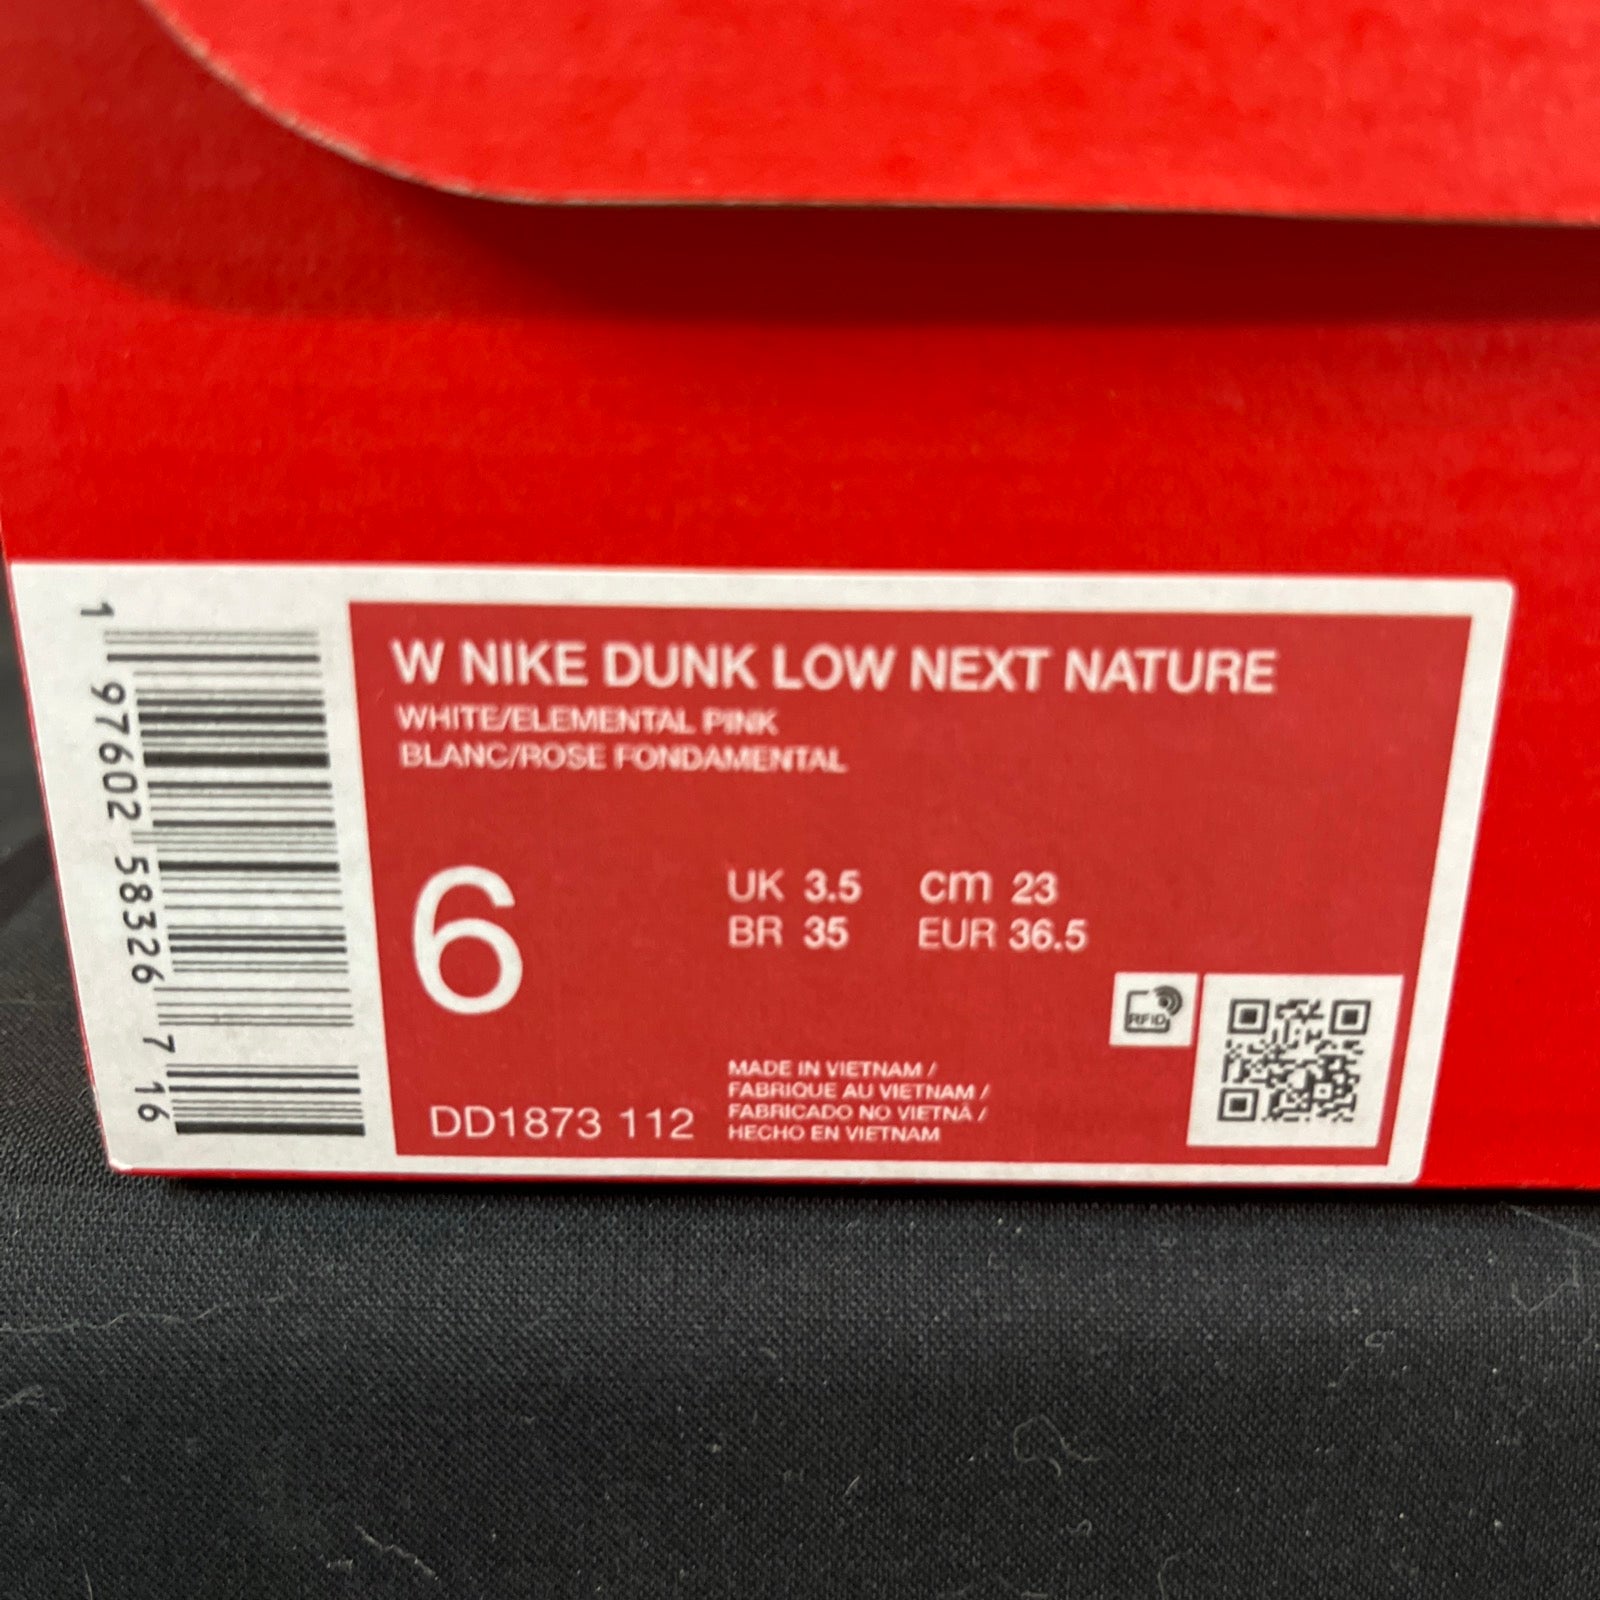 W NIKE DUNK LOW NEXT NATURE
WHITE/ELEMENTAL PINK
BLANC/ROSE FONDAMENTAL
6
UK 3.5 cm 23
BR 35 EUR 36.5
RFID
DD1873 112
MADE IN VIETNAM /
FABRIQUE AU VIETNAM /
FABRICADO NO VIETNÃ /
HECHO EN VIETNAM
1 97602 58326 7 16